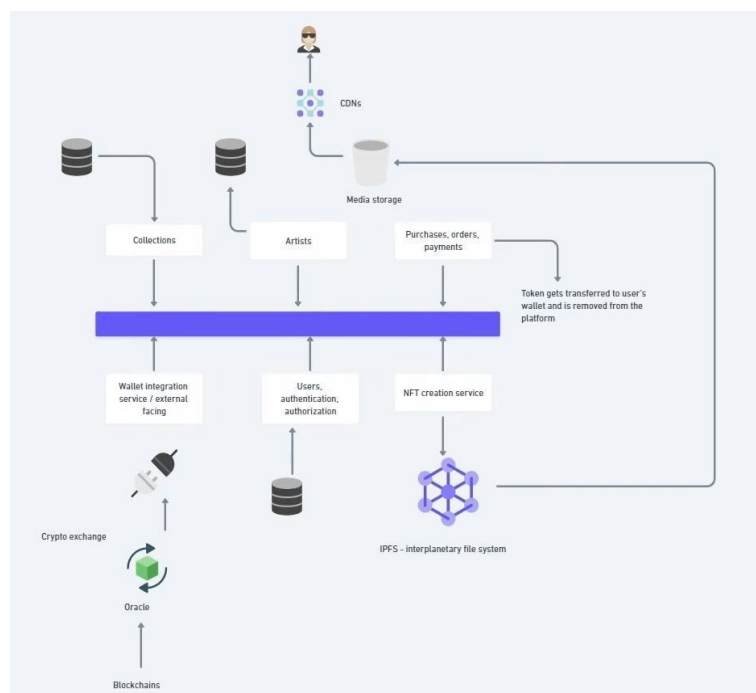 CDNs
Media storage
Collections
Artists
Purchases, orders,
payments
Token gets transferred to user's
wallet and is removed from the
platform
Wallet integration
service / external
facing
Users,
authentication,
authorization
NFT creation service
Crypto exchange
IPFS - interplanetary file system
Oracle
Blockchains